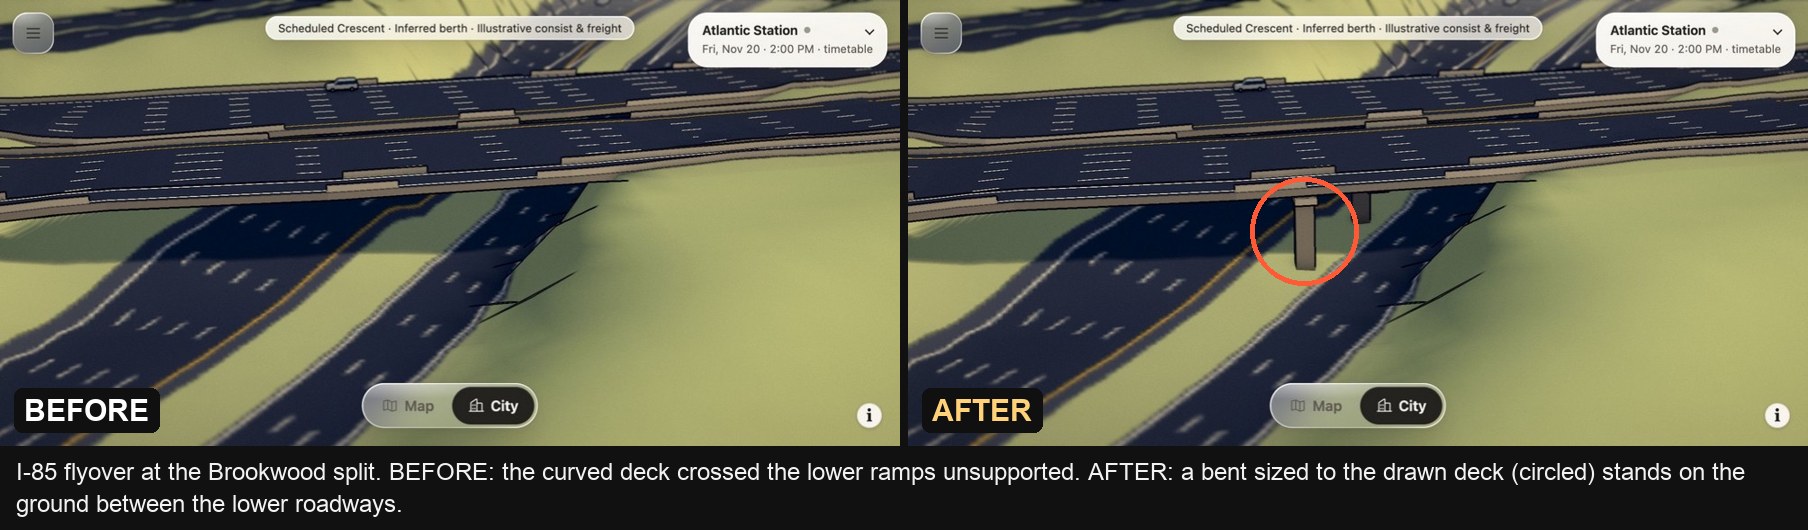 Scheduled Crescent · Inferred berth · Illustrative consist & freight
Atlantic Station
Fri, Nov 20 · 2:00 PM · timetable
Map
City
i
BEFORE
Scheduled Crescent · Inferred berth · Illustrative consist & freight
Atlantic Station
Fri, Nov 20 · 2:00 PM · timetable
Map
City
i
AFTER
I-85 flyover at the Brookwood split. BEFORE: the curved deck crossed the lower ramps unsupported. AFTER: a bent sized to the drawn deck (circled) stands on the
ground between the lower roadways.